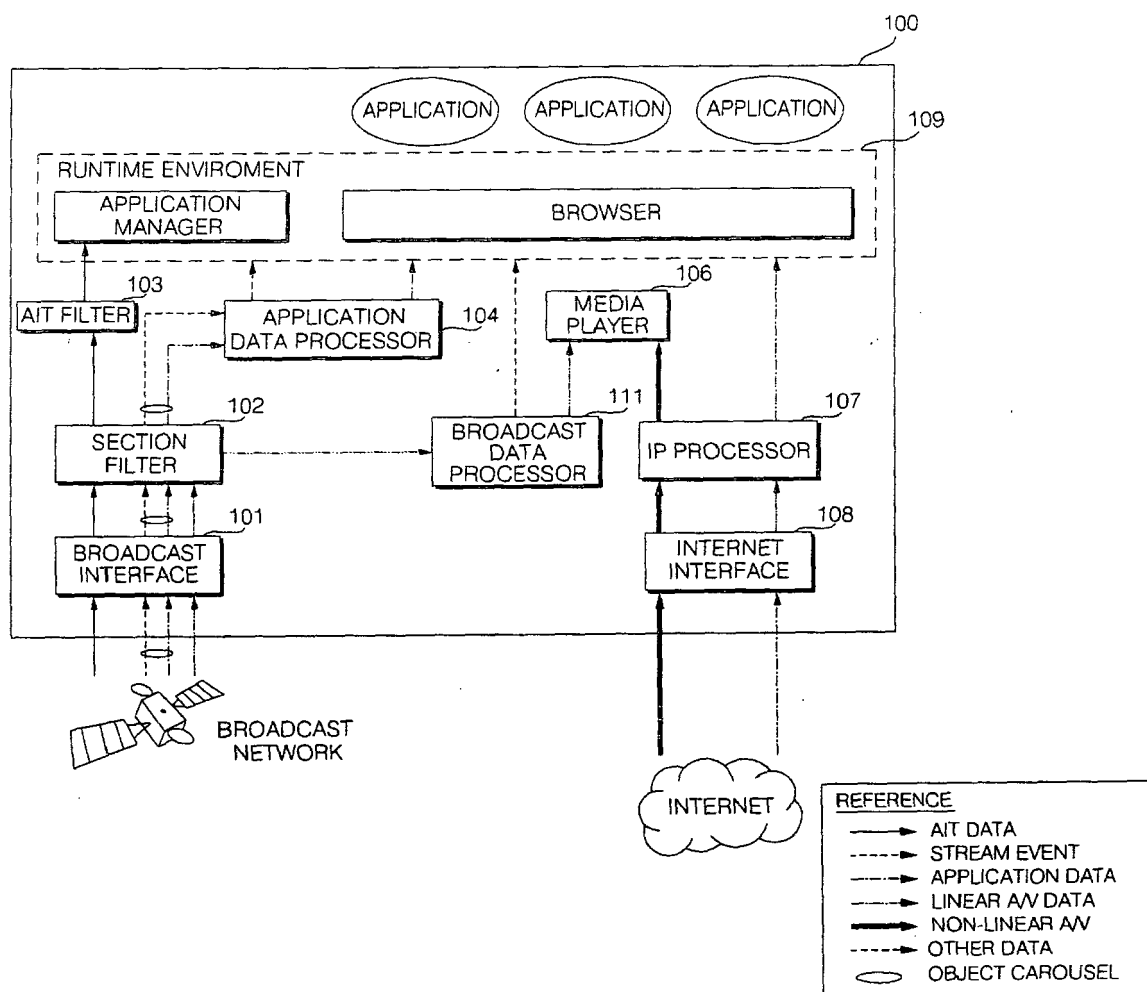 100
APPLICATION
APPLICATION
APPLICATION
109
RUNTIME ENVIROMENT
APPLICATION
MANAGER
BROWSER
103
AIT FILTER
APPLICATION
DATA PROCESSOR
104
106
MEDIA
PLAYER
102
SECTION
FILTER
111
BROADCAST
DATA
PROCESSOR
107
IP PROCESSOR
101
BROADCAST
INTERFACE
108
INTERNET
INTERFACE
BROADCAST
NETWORK
INTERNET
REFERENCE
AIT DATA
STREAM EVENT
APPLICATION DATA
LINEAR A/V DATA
NON-LINEAR A/V
OTHER DATA
OBJECT CAROUSEL